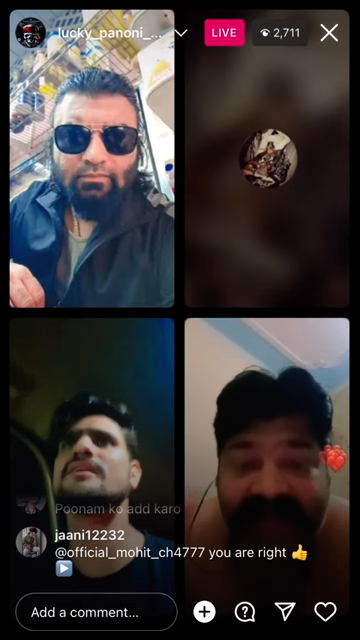 lucky_panoni_...
LIVE
2,711
Poonam ko add karo
jaani12232
@official_mohit_ch4777 you are right 👍
▶️
Add a comment...